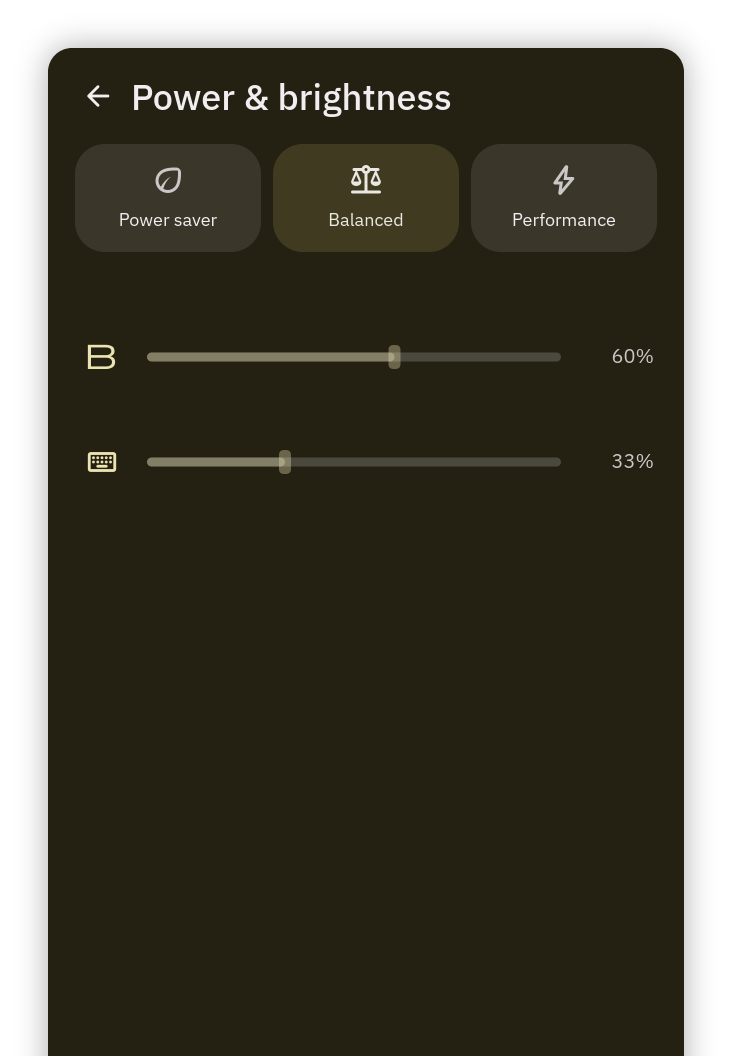 Power & brightness
Power saver
Balanced
Performance
B
60%
33%